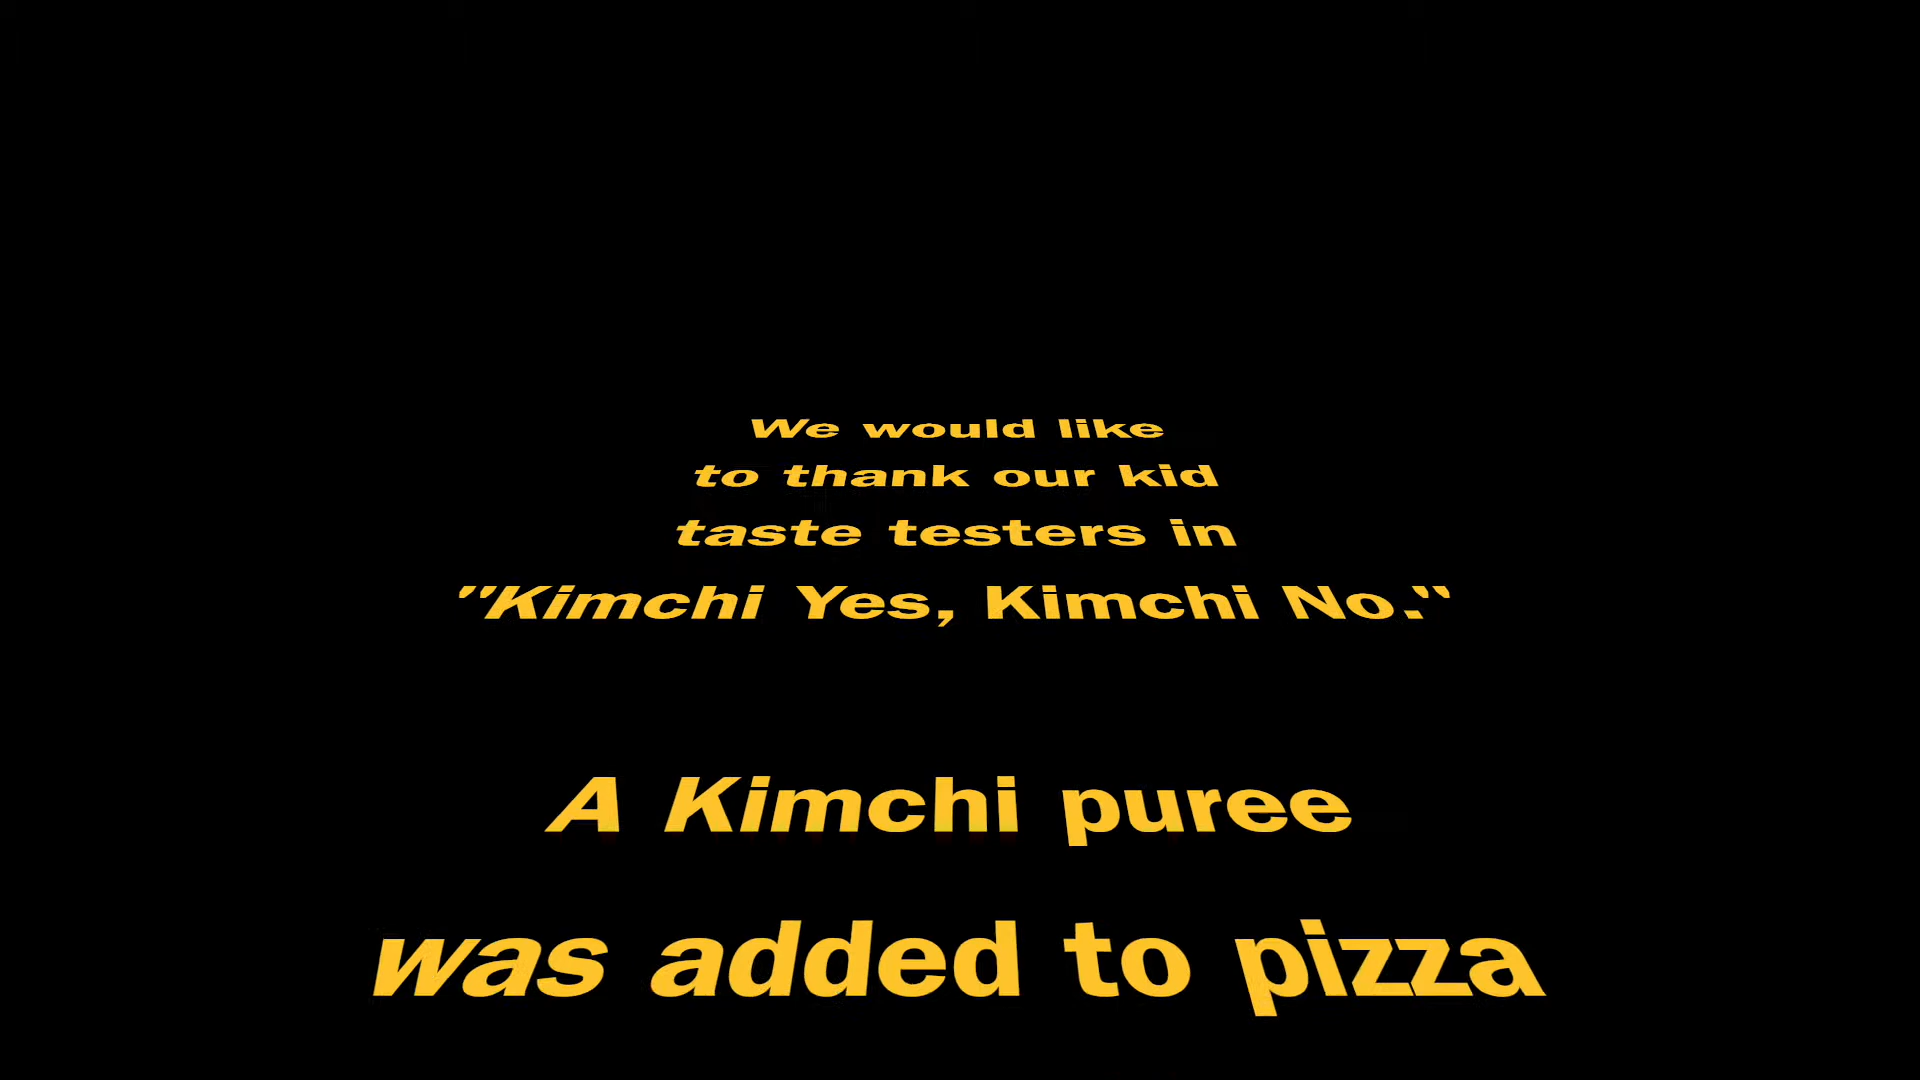 We would like
to thank our kid
taste testers in
"Kimchi Yes, Kimchi No."
A Kimchi puree
was added to pizza